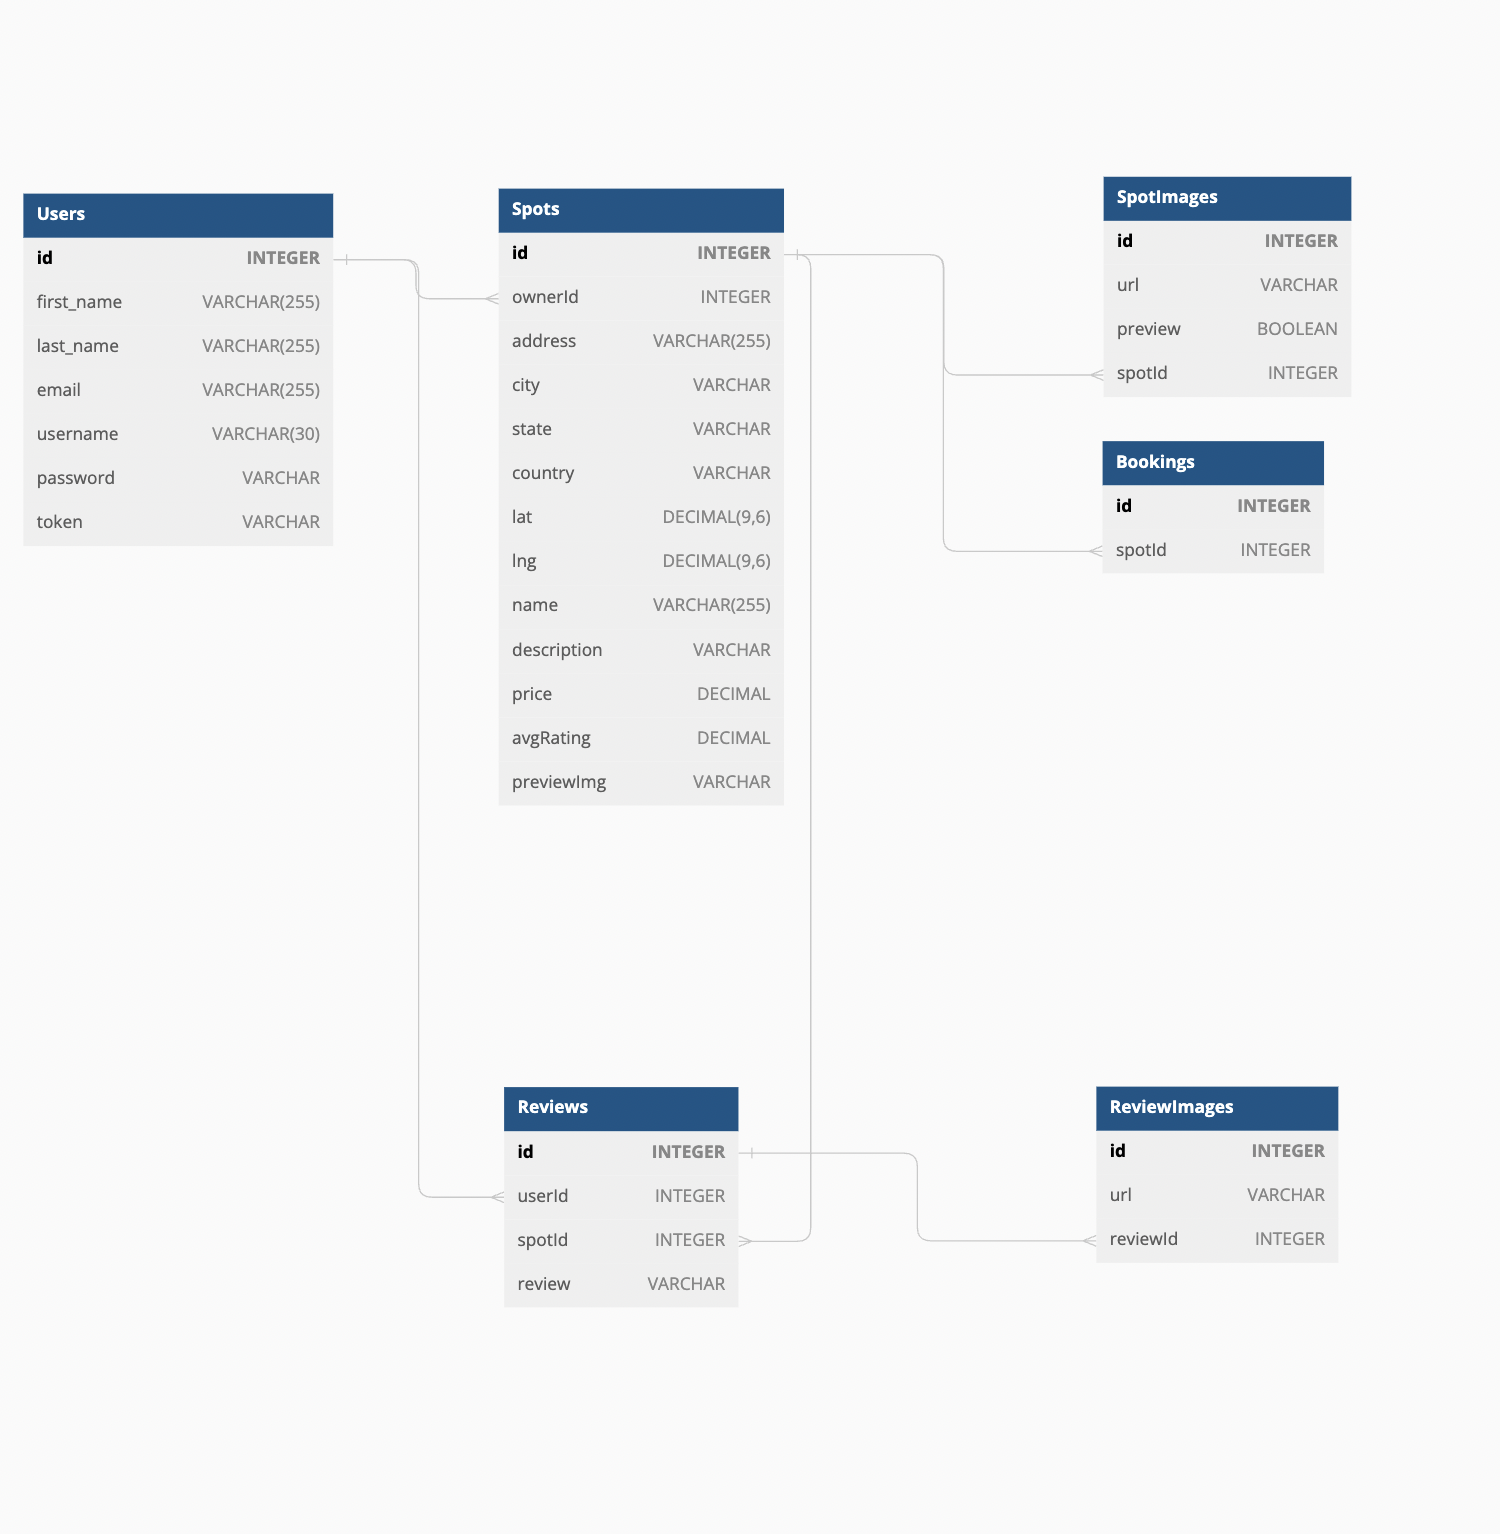 Users
id INTEGER
first_name VARCHAR(255)
last_name VARCHAR(255)
email VARCHAR(255)
username VARCHAR(30)
password VARCHAR
token VARCHAR
Spots
id INTEGER
ownerId INTEGER
address VARCHAR(255)
city VARCHAR
state VARCHAR
country VARCHAR
lat DECIMAL(9,6)
lng DECIMAL(9,6)
name VARCHAR(255)
description VARCHAR
price DECIMAL
avgRating DECIMAL
previewImg VARCHAR
SpotImages
id INTEGER
url VARCHAR
preview BOOLEAN
spotId INTEGER
Bookings
id INTEGER
spotId INTEGER
Reviews
id INTEGER
userId INTEGER
spotId INTEGER
review VARCHAR
ReviewImages
id INTEGER
url VARCHAR
reviewId INTEGER